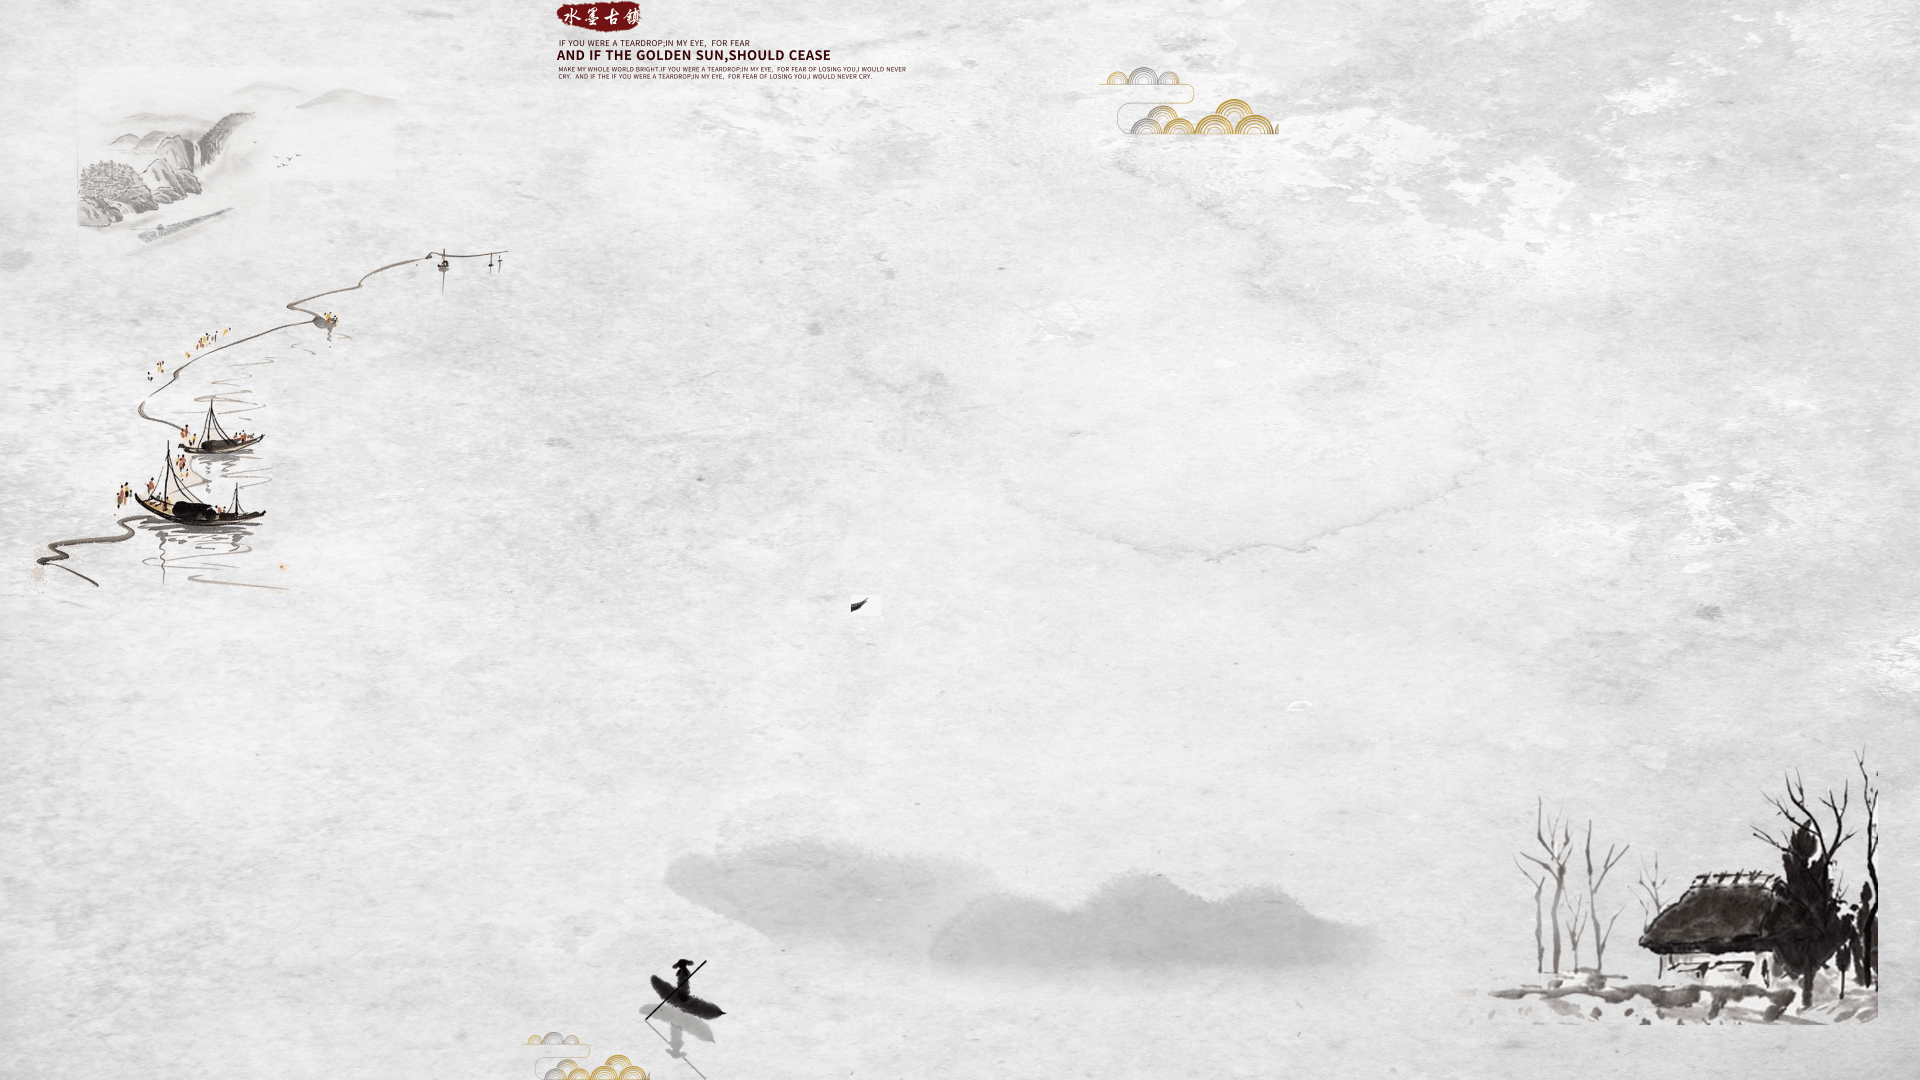 水墨古镇
IF YOU WERE A TEARDROP;IN MY EYE, FOR FEAR
AND IF THE GOLDEN SUN,SHOULD CEASE
MAKE MY WHOLE WORLD BRIGHT.IF YOU WERE A TEARDROP;IN MY EYE, FOR FEAR OF LOSING YOU,I WOULD NEVER
CRY. AND IF THE IF YOU WERE A TEARDROP;IN MY EYE, FOR FEAR OF LOSING YOU,I WOULD NEVER CRY.